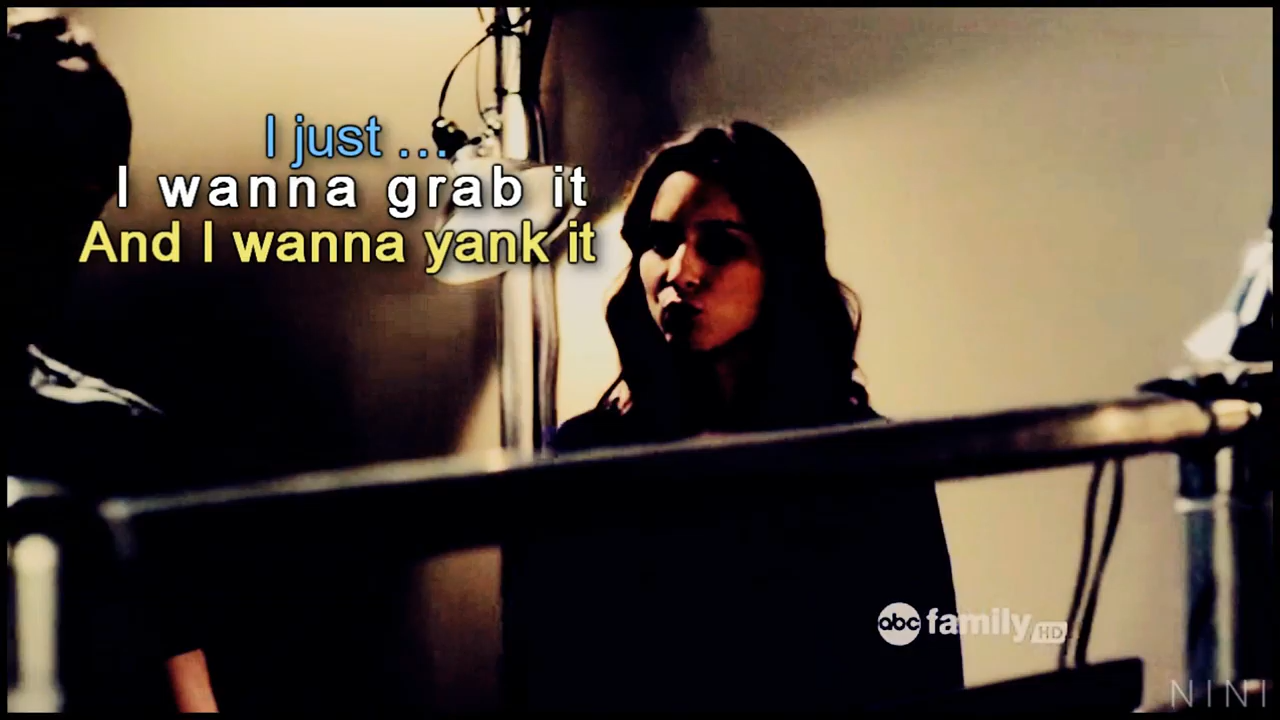 I just ...
I wanna grab it
And I wanna yank it
abc family HD
NINI